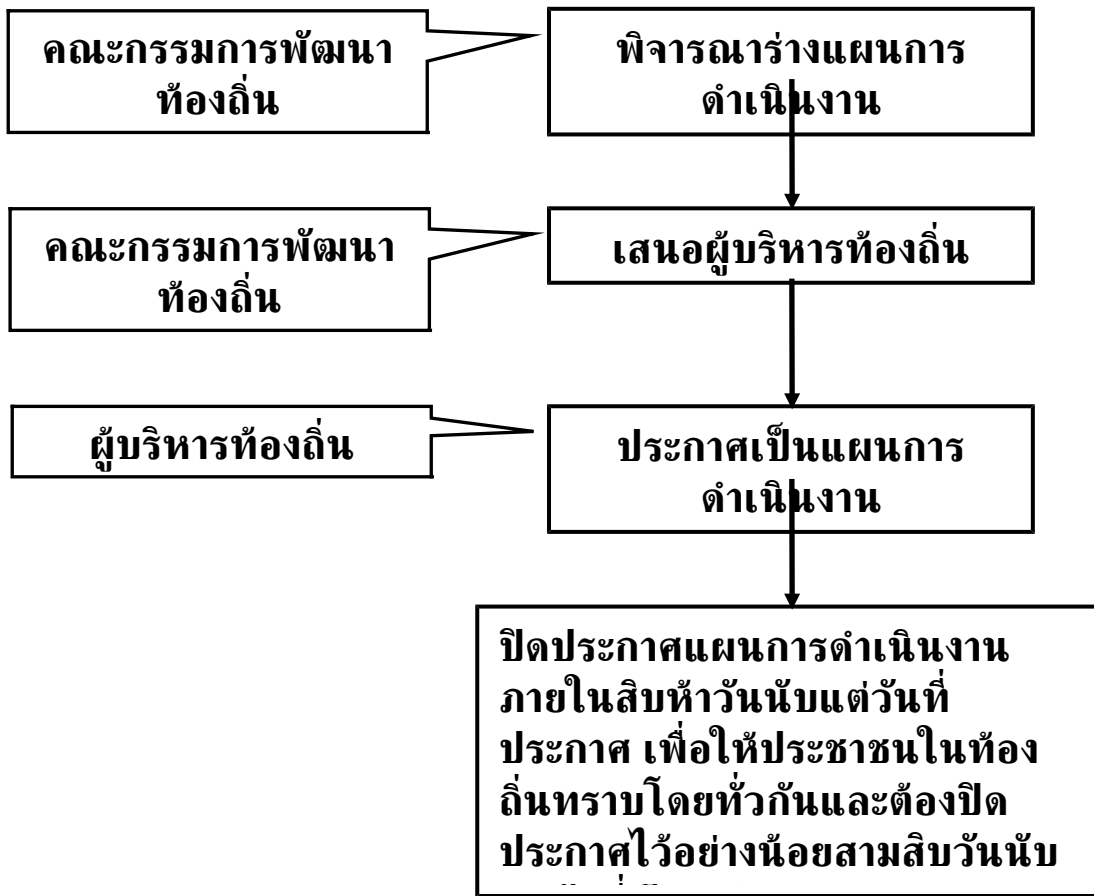 คณะกรรมการพัฒนา
ท้องถิ่น
พิจารณาร่างแผนการ
ดำเนินงาน
คณะกรรมการพัฒนา
ท้องถิ่น
เสนอผู้บริหารท้องถิ่น
ผู้บริหารท้องถิ่น
ประกาศเป็นแผนการ
ดำเนินงาน
ปิดประกาศแผนการดำเนินงาน
ภายในสิบห้าวันนับแต่วันที่
ประกาศ เพื่อให้ประชาชนในท้อง
ถิ่นทราบโดยทั่วกันและต้องปิด
ประกาศไว้อย่างน้อยสามสิบวันนับ